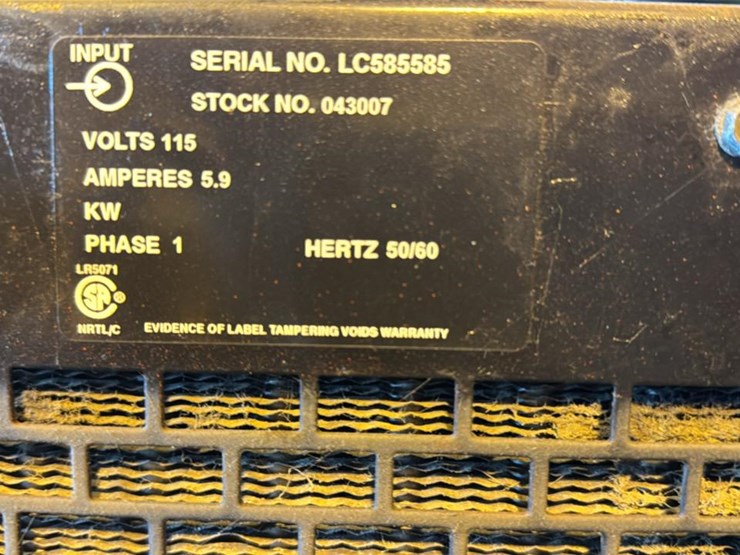 INPUT
SERIAL NO. LC585585
STOCK NO. 043007
VOLTS 115
AMPERES 5.9
KW
PHASE 1
HERTZ 50/60
LR5071
SA ®
NRTL/C
EVIDENCE OF LABEL TAMPERING VOIDS WARRANTY